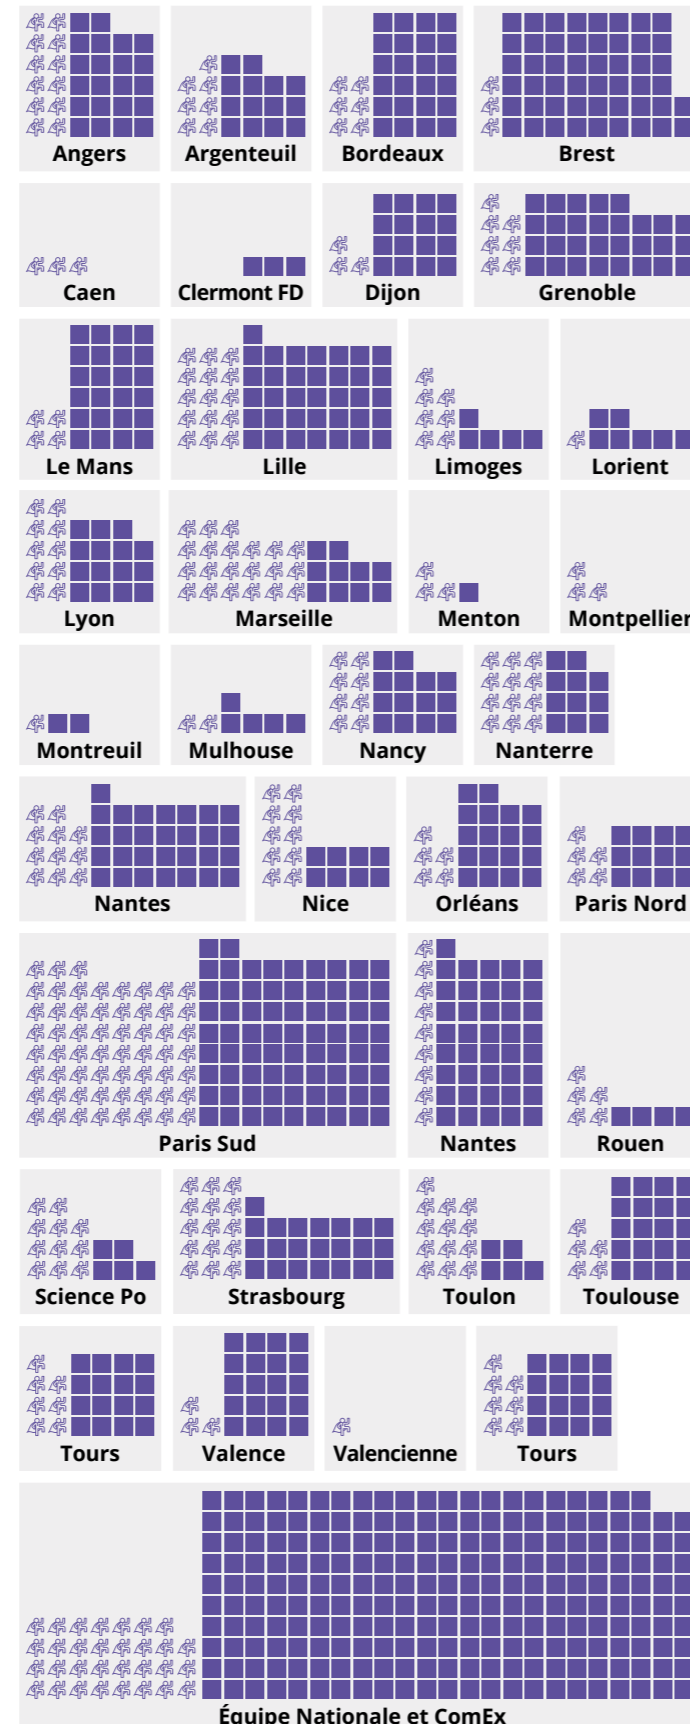 Angers
Argenteuil
Bordeaux
Brest
Caen
Clermont FD
Dijon
Grenoble
Le Mans
Lille
Limoges
Lorient
Lyon
Marseille
Menton
Montpellier
Montreuil
Mulhouse
Nancy
Nanterre
Nantes
Nice
Orléans
Paris Nord
Paris Sud
Nantes
Rouen
Science Po
Strasbourg
Toulon
Toulouse
Tours
Valence
Valencienne
Tours
Équipe Nationale et ComEx